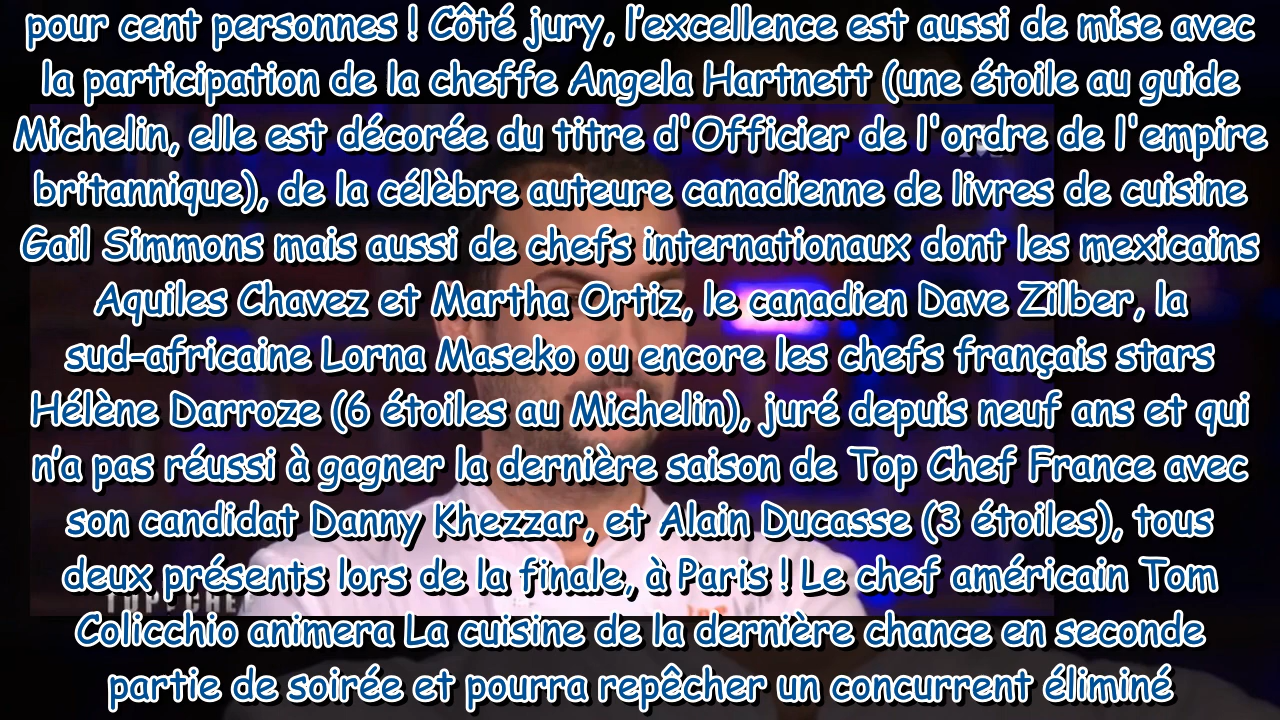 pour cent personnes ! Côté jury, l’excellence est aussi de mise avec
la participation de la cheffe Angela Hartnett (une étoile au guide
Michelin, elle est décorée du titre d'Officier de l'ordre de l'empire
britannique), de la célèbre auteure canadienne de livres de cuisine
Gail Simmons mais aussi de chefs internationaux dont les mexicains
Aquiles Chavez et Martha Ortiz, le canadien Dave Zilber, la
sud-africaine Lorna Maseko ou encore les chefs français stars
Hélène Darroze (6 étoiles au Michelin), juré depuis neuf ans et qui
n’a pas réussi à gagner la dernière saison de Top Chef France avec
son candidat Danny Khezzar, et Alain Ducasse (3 étoiles), tous
deux présents lors de la finale, à Paris ! Le chef américain Tom
TOP CHEF
Colicchio animera La cuisine de la dernière chance en seconde
partie de soirée et pourra repêcher un concurrent éliminé